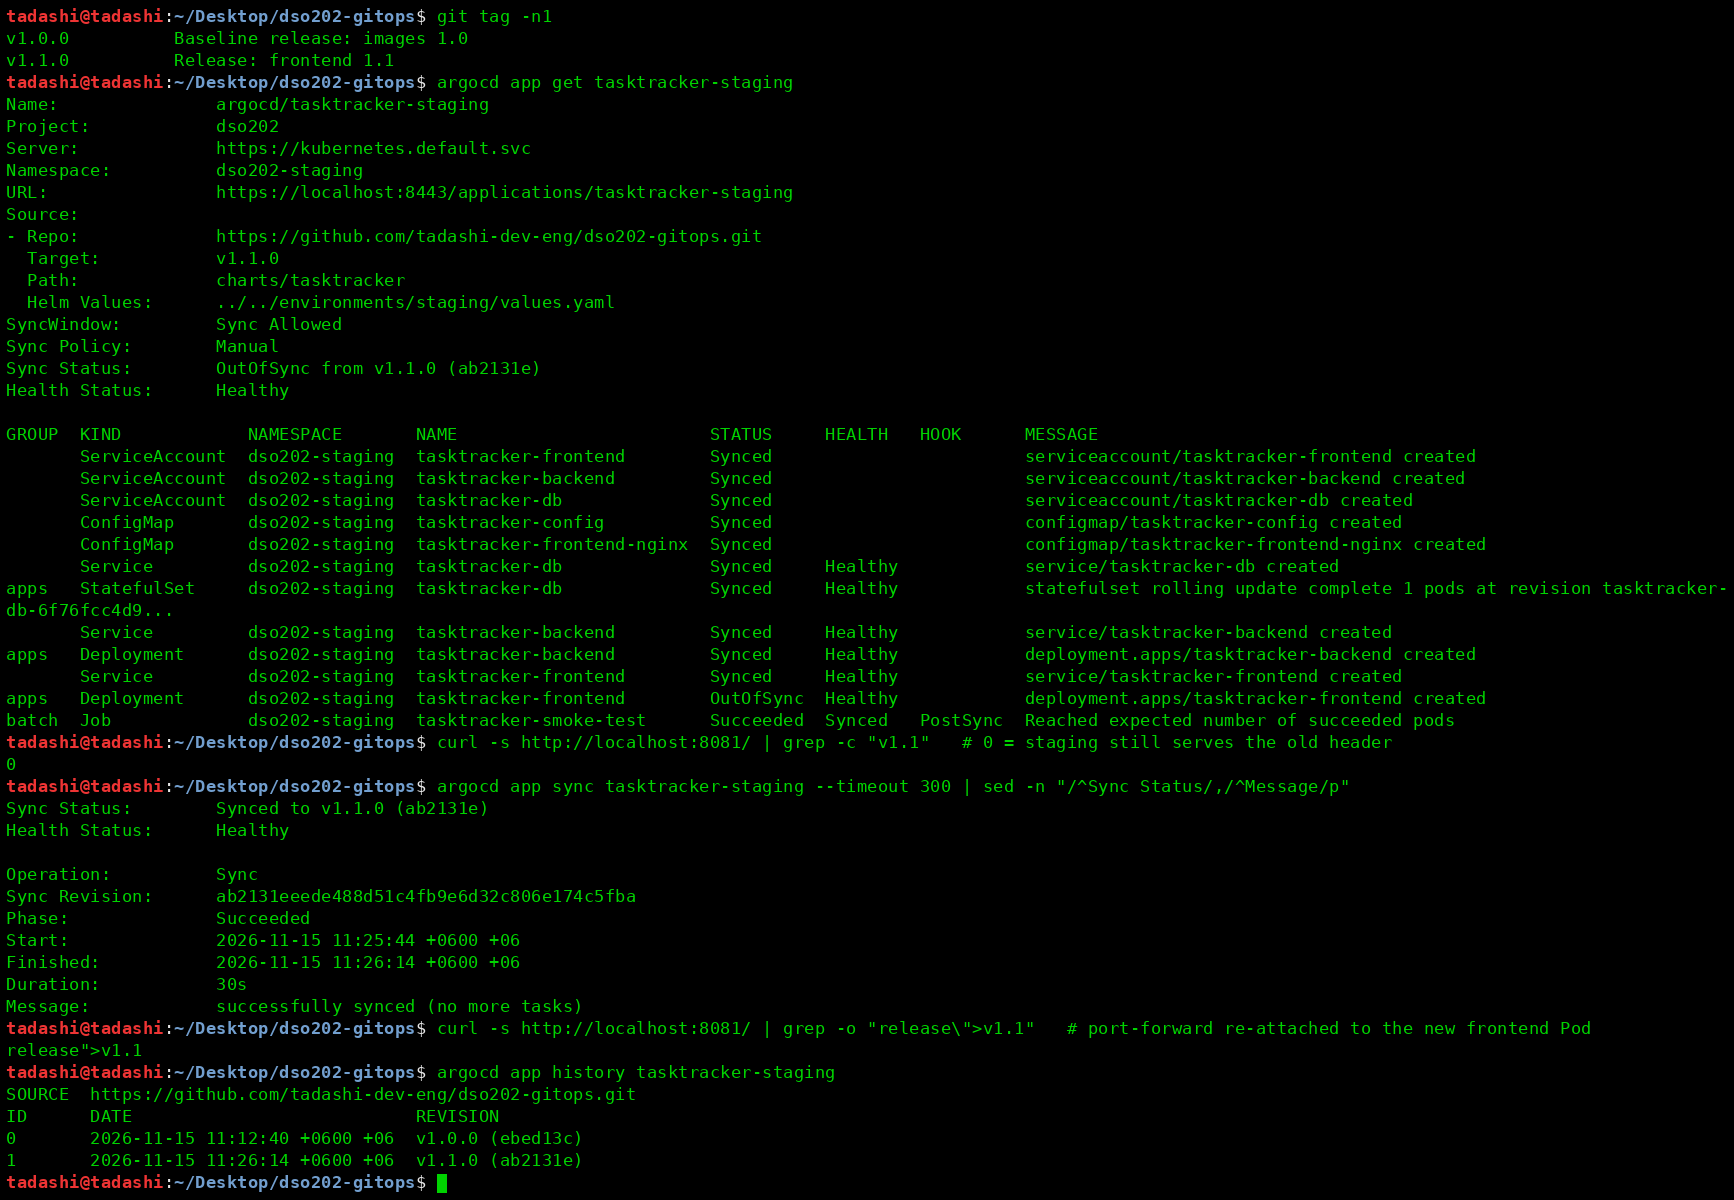 tadashi@tadashi:~/Desktop/dso202-gitops$ git tag -n1
v1.0.0          Baseline release: images 1.0
v1.1.0          Release: frontend 1.1
tadashi@tadashi:~/Desktop/dso202-gitops$ argocd app get tasktracker-staging
Name:               argocd/tasktracker-staging
Project:            dso202
Server:             https://kubernetes.default.svc
Namespace:          dso202-staging
URL:                https://localhost:8443/applications/tasktracker-staging
Source:
- Repo:             https://github.com/tadashi-dev-eng/dso202-gitops.git
  Target:           v1.1.0
  Path:             charts/tasktracker
  Helm Values:      ../../environments/staging/values.yaml
SyncWindow:         Sync Allowed
Sync Policy:        Manual
Sync Status:        OutOfSync from v1.1.0 (ab2131e)
Health Status:      Healthy

GROUP  KIND            NAMESPACE       NAME                        STATUS     HEALTH   HOOK      MESSAGE
       ServiceAccount  dso202-staging  tasktracker-frontend        Synced                        serviceaccount/tasktracker-frontend created
       ServiceAccount  dso202-staging  tasktracker-backend         Synced                        serviceaccount/tasktracker-backend created
       ServiceAccount  dso202-staging  tasktracker-db              Synced                        serviceaccount/tasktracker-db created
       ConfigMap       dso202-staging  tasktracker-config          Synced                        configmap/tasktracker-config created
       ConfigMap       dso202-staging  tasktracker-frontend-nginx  Synced                        configmap/tasktracker-frontend-nginx created
       Service         dso202-staging  tasktracker-db              Synced     Healthy            service/tasktracker-db created
apps   StatefulSet     dso202-staging  tasktracker-db              Synced     Healthy            statefulset rolling update complete 1 pods at revision tasktracker-
db-6f76fcc4d9...
       Service         dso202-staging  tasktracker-backend         Synced     Healthy            service/tasktracker-backend created
apps   Deployment      dso202-staging  tasktracker-backend         Synced     Healthy            deployment.apps/tasktracker-backend created
       Service         dso202-staging  tasktracker-frontend        Synced     Healthy            service/tasktracker-frontend created
apps   Deployment      dso202-staging  tasktracker-frontend        OutOfSync  Healthy            deployment.apps/tasktracker-frontend created
batch  Job             dso202-staging  tasktracker-smoke-test      Succeeded  Synced   PostSync  Reached expected number of succeeded pods
tadashi@tadashi:~/Desktop/dso202-gitops$ curl -s http://localhost:8081/ | grep -c "v1.1"   # 0 = staging still serves the old header
0
tadashi@tadashi:~/Desktop/dso202-gitops$ argocd app sync tasktracker-staging --timeout 300 | sed -n "/^Sync Status/,/^Message/p"
Sync Status:        Synced to v1.1.0 (ab2131e)
Health Status:      Healthy

Operation:          Sync
Sync Revision:      ab2131eeede488d51c4fb9e6d32c806e174c5fba
Phase:              Succeeded
Start:              2026-11-15 11:25:44 +0600 +06
Finished:           2026-11-15 11:26:14 +0600 +06
Duration:           30s
Message:            successfully synced (no more tasks)
tadashi@tadashi:~/Desktop/dso202-gitops$ curl -s http://localhost:8081/ | grep -o "release\">v1.1"   # port-forward re-attached to the new frontend Pod
release">v1.1
tadashi@tadashi:~/Desktop/dso202-gitops$ argocd app history tasktracker-staging
SOURCE  https://github.com/tadashi-dev-eng/dso202-gitops.git
ID      DATE                           REVISION
0       2026-11-15 11:12:40 +0600 +06  v1.0.0 (ebed13c)
1       2026-11-15 11:26:14 +0600 +06  v1.1.0 (ab2131e)
tadashi@tadashi:~/Desktop/dso202-gitops$